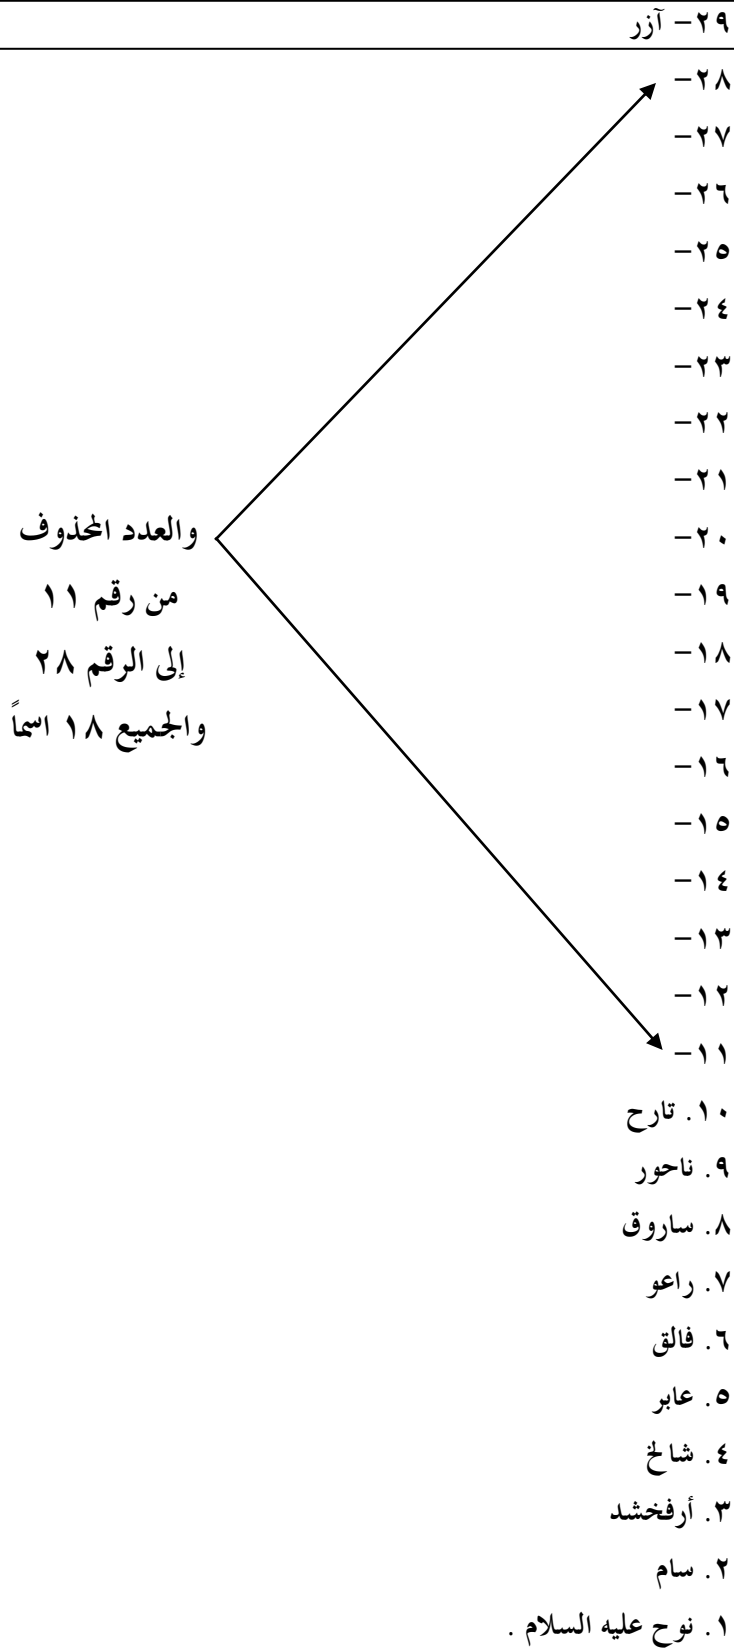 ٢٩- آزر
٢٨-
٢٧-
٢٦-
٢٥-
٢٤-
٢٣-
٢٢-
٢١-
٢٠-
١٩-
١٨-
١٧-
١٦-
١٥-
١٤-
١٣-
١٢-
١١-
والعدد المحذوف
من رقم ١١
إلى الرقم ٢٨
والجميع ١٨ اسماً
١٠. تارح
٩. ناحور
٨. ساروق
٧. راعو
٦. فالق
٥. عابر
٤. شالخ
٣. أرفخشد
٢. سام
١. نوح عليه السلام .